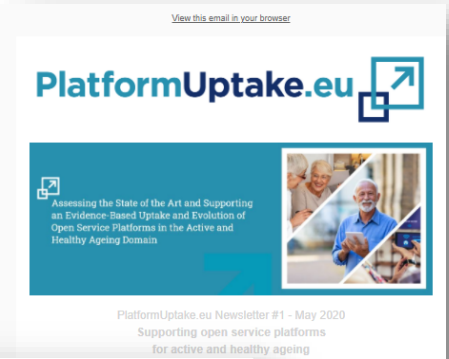 View this email in your browser
PlatformUptake.eu
Assessing the State of the Art and Supporting
an Evidence-Based Uptake and Evolution of
Open Service Platforms in the Active and
Healthy Ageing Domain
PlatformUptake.eu Newsletter #1 - May 2020
Supporting open service platforms
for active and healthy ageing